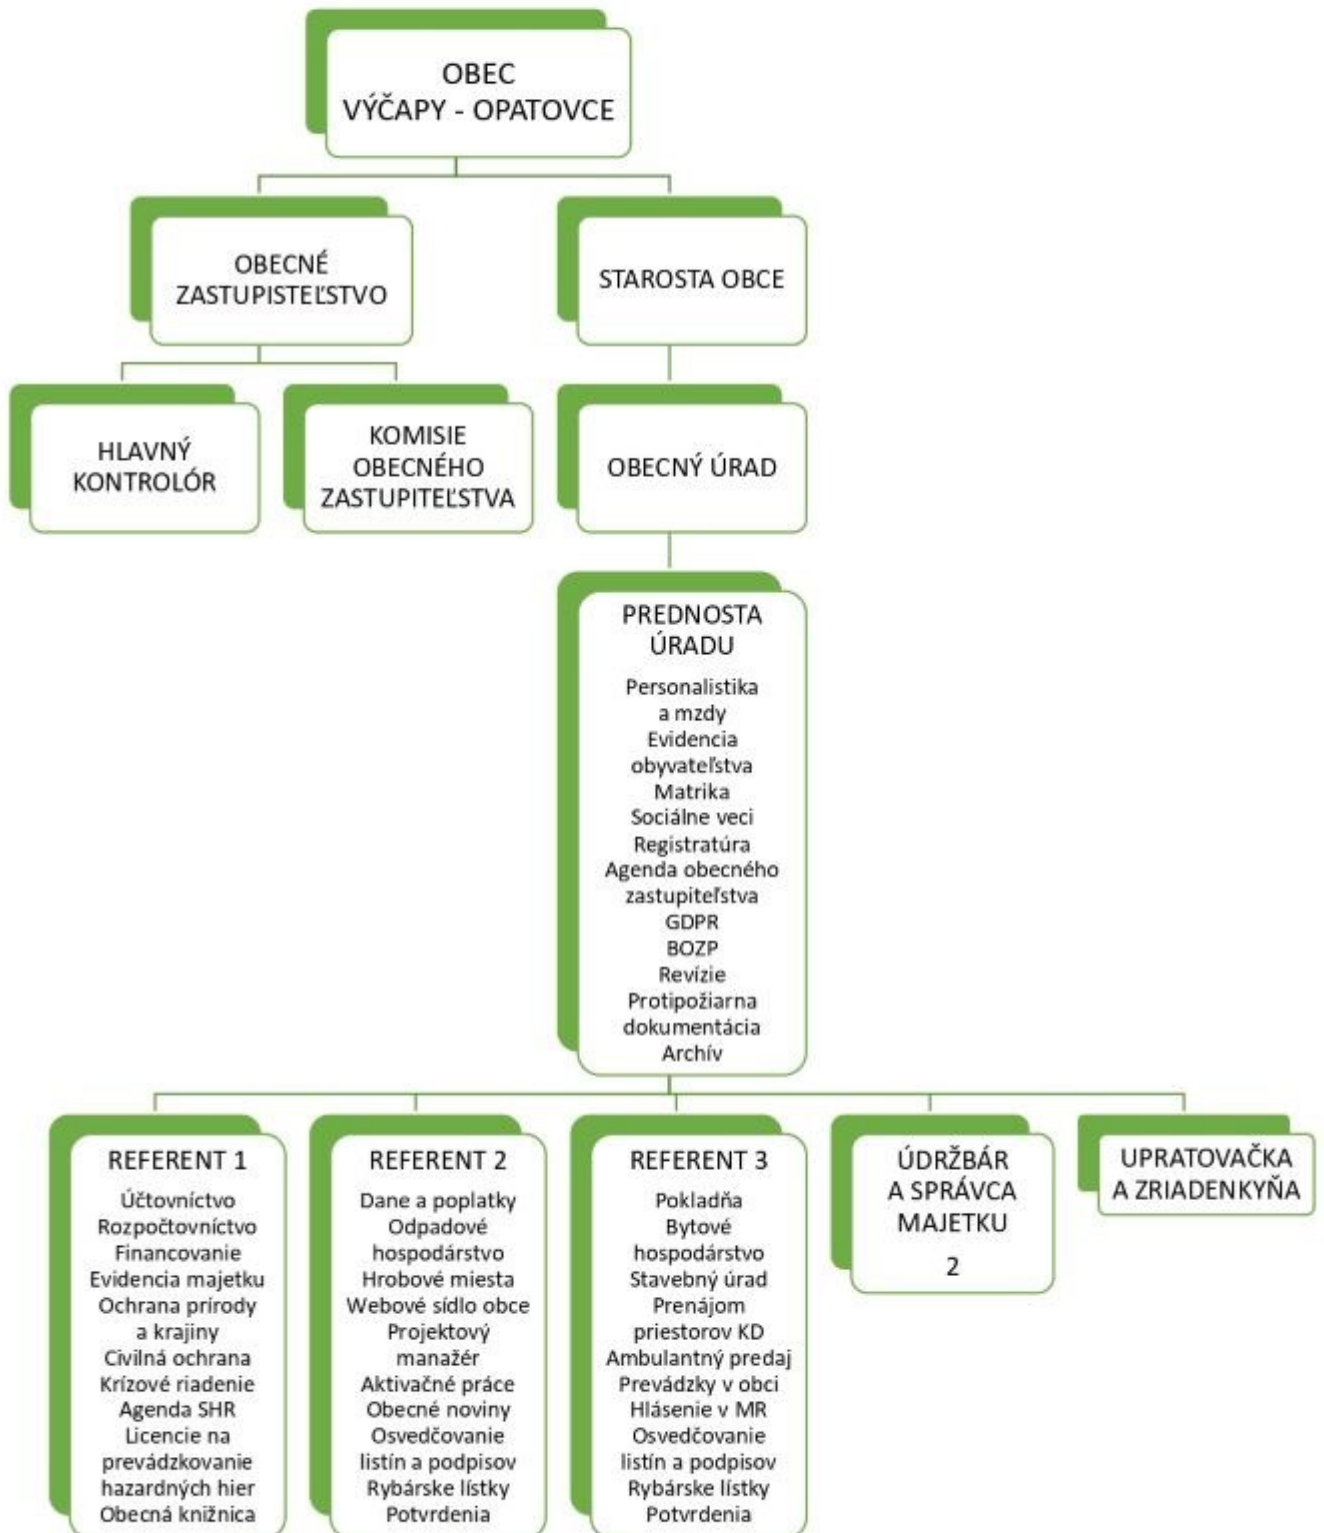 OBEC
VÝČAPY - OPATOVCE
OBECNÉ
ZASTUPISTEĽSTVO
STAROSTA OBCE
HLAVNÝ
KONTROLÓR
KOMISIE
OBECNÉHO
ZASTUPITEĽSTVA
OBECNÝ ÚRAD
PREDNOSTA
ÚRADU
Personalistika
a mzdy
Evidencia
obyvateľstva
Matrika
Sociálne veci
Registratúra
Agenda obecného
zastupiteľstva
GDPR
BOZP
Revízie
Protipožiarna
dokumentácia
Archív
REFERENT 1
Účtovníctvo
Rozpočtovníctvo
Financovanie
Evidencia majetku
Ochrana prírody
a krajiny
Civilná ochrana
Krízové riadenie
Agenda SHR
Licencie na
prevádzkovanie
hazardných hier
Obecná knižnica
REFERENT 2
Dane a poplatky
Odpadové
hospodárstvo
Hrobové miesta
Webové sídlo obce
Projektový
manažér
Aktivačné práce
Obecné noviny
Osvedčovanie
listín a podpisov
Rybárske lístky
Potvrdenia
REFERENT 3
Pokladňa
Bytové
hospodárstvo
Stavebný úrad
Prenájom
priestorov KD
Ambulantný predaj
Prevádzky v obci
Hlásenie v MR
Osvedčovanie
listín a podpisov
Rybárske lístky
Potvrdenia
ÚDRŽBÁR
A SPRÁVCA
MAJETKU
2
UPRATOVAČKA
A ZRIADENKYŇA